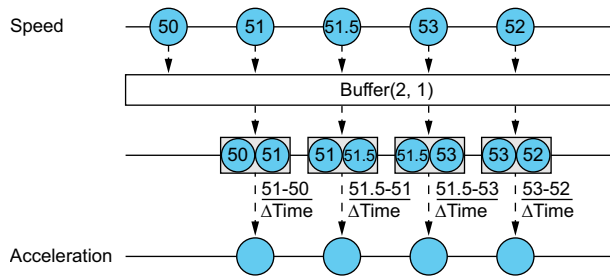 Speed 50 51 51.5 53 52
Buffer(2, 1)
50 51 51 51.5 51.5 53 53 52
51-50 51.5-51 51.5-53 53-52
ΔTime ΔTime ΔTime ΔTime
Acceleration